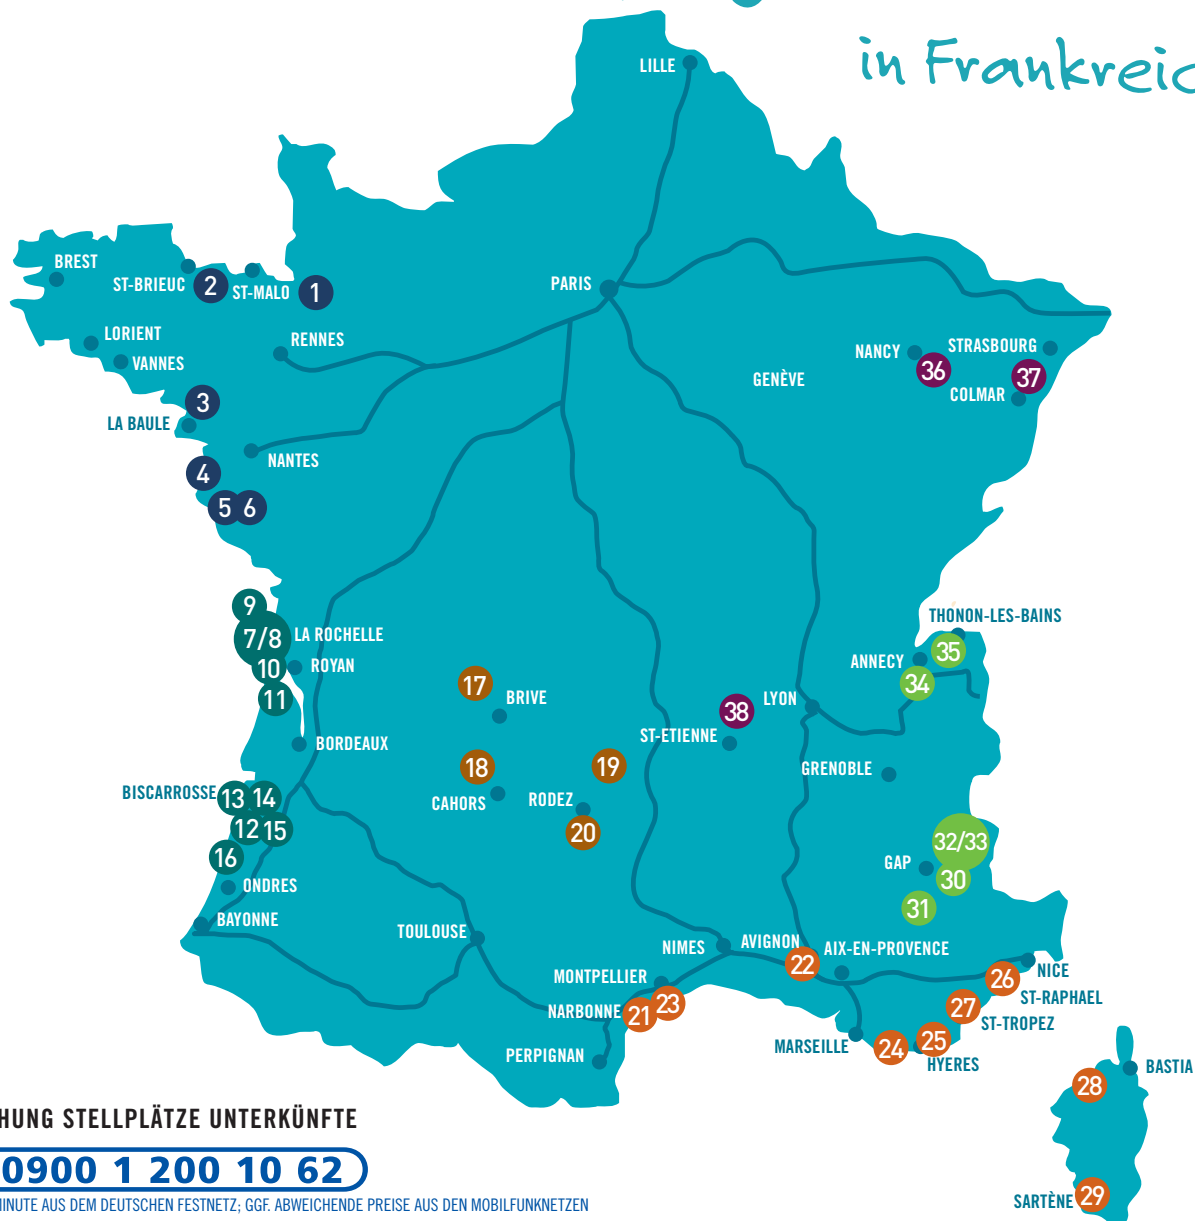 in Frankreic
LILLE
BREST
ST-BRIEUC 2 ST-MALO 1
PARIS
LORIENT
RENNES
VANNES
NANCY 36 STRASBOURG 37
GENÈVE
COLMAR
3
LA BAULE
NANTES
4
5 6
9
7/8 LA ROCHELLE
10 ROYAN
11
THONON-LES-BAINS
35
ANNECY
34
17
BRIVE
38
LYON
ST-ETIENNE
BORDEAUX
18
19
GRENOBLE
BISCARROSSE 13 14
CAHORS
RODEZ
12 15
20
16
32/33
GAP
30
ONDRES
31
BAYONNE
TOULOUSE
NIMES
AVIGNON
22
AIX-EN-PROVENCE
NICE
26
MONTPELLIER
ST-RAPHAEL
NARBONNE 21 23
27
ST-TROPEZ
PERPIGNAN
MARSEILLE
24 25
HYERES
BASTIA
28
SARTÈNE 29
HUNG STELLPLÄTZE UNTERKÜNFTE
0900 1 200 10 62
MINUTE AUS DEM DEUTSCHEN FESTNETZ; GGF. ABWEICHENDE PREISE AUS DEN MOBILFUNKNETZEN